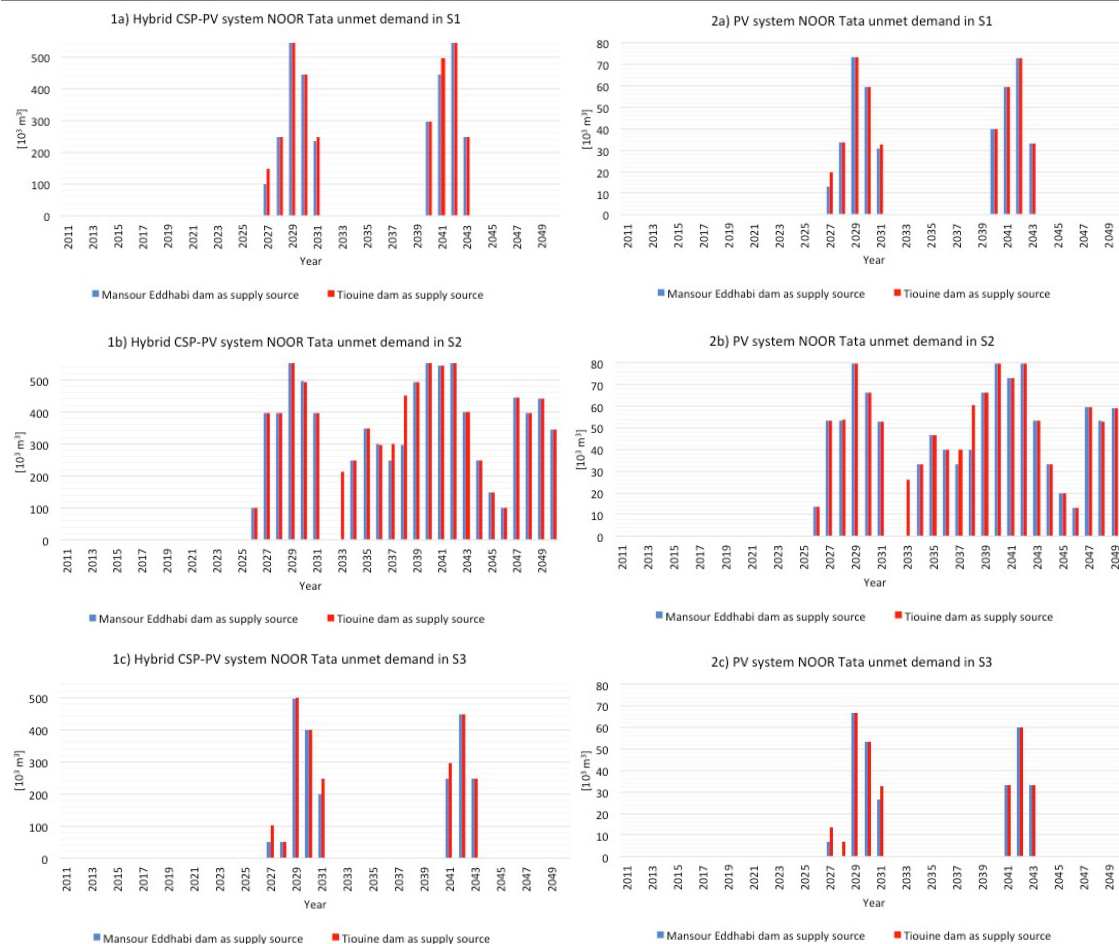 1a) Hybrid CSP-PV system NOOR Tata unmet demand in S1
[10³ m³]
500
400
300
200
100
0
2011 2013 2015 2017 2019 2021 2023 2025 2027 2029 2031 2033 2035 2037 2039 2041 2043 2045 2047 2049
Year
Mansour Eddhabi dam as supply source Tiouine dam as supply source
2a) PV system NOOR Tata unmet demand in S1
[10³ m³]
80
70
60
50
40
30
20
10
0
2011 2013 2015 2017 2019 2021 2023 2025 2027 2029 2031 2033 2035 2037 2039 2041 2043 2045 2047 2049
Year
Mansour Eddhabi dam as supply source Tiouine dam as supply source
1b) Hybrid CSP-PV system NOOR Tata unmet demand in S2
[10³ m³]
500
400
300
200
100
0
2011 2013 2015 2017 2019 2021 2023 2025 2027 2029 2031 2033 2035 2037 2039 2041 2043 2045 2047 2049
Year
Mansour Eddhabi dam as supply source Tiouine dam as supply source
2b) PV system NOOR Tata unmet demand in S2
[10³ m³]
80
70
60
50
40
30
20
10
0
2011 2013 2015 2017 2019 2021 2023 2025 2027 2029 2031 2033 2035 2037 2039 2041 2043 2045 2047 2049
Year
Mansour Eddhabi dam as supply source Tiouine dam as supply source
1c) Hybrid CSP-PV system NOOR Tata unmet demand in S3
[10³ m³]
500
400
300
200
100
0
2011 2013 2015 2017 2019 2021 2023 2025 2027 2029 2031 2033 2035 2037 2039 2041 2043 2045 2047 2049
Year
Mansour Eddhabi dam as supply source Tiouine dam as supply source
2c) PV system NOOR Tata unmet demand in S3
[10³ m³]
80
70
60
50
40
30
20
10
0
2011 2013 2015 2017 2019 2021 2023 2025 2027 2029 2031 2033 2035 2037 2039 2041 2043 2045 2047 2049
Year
Mansour Eddhabi dam as supply source Tiouine dam as supply source